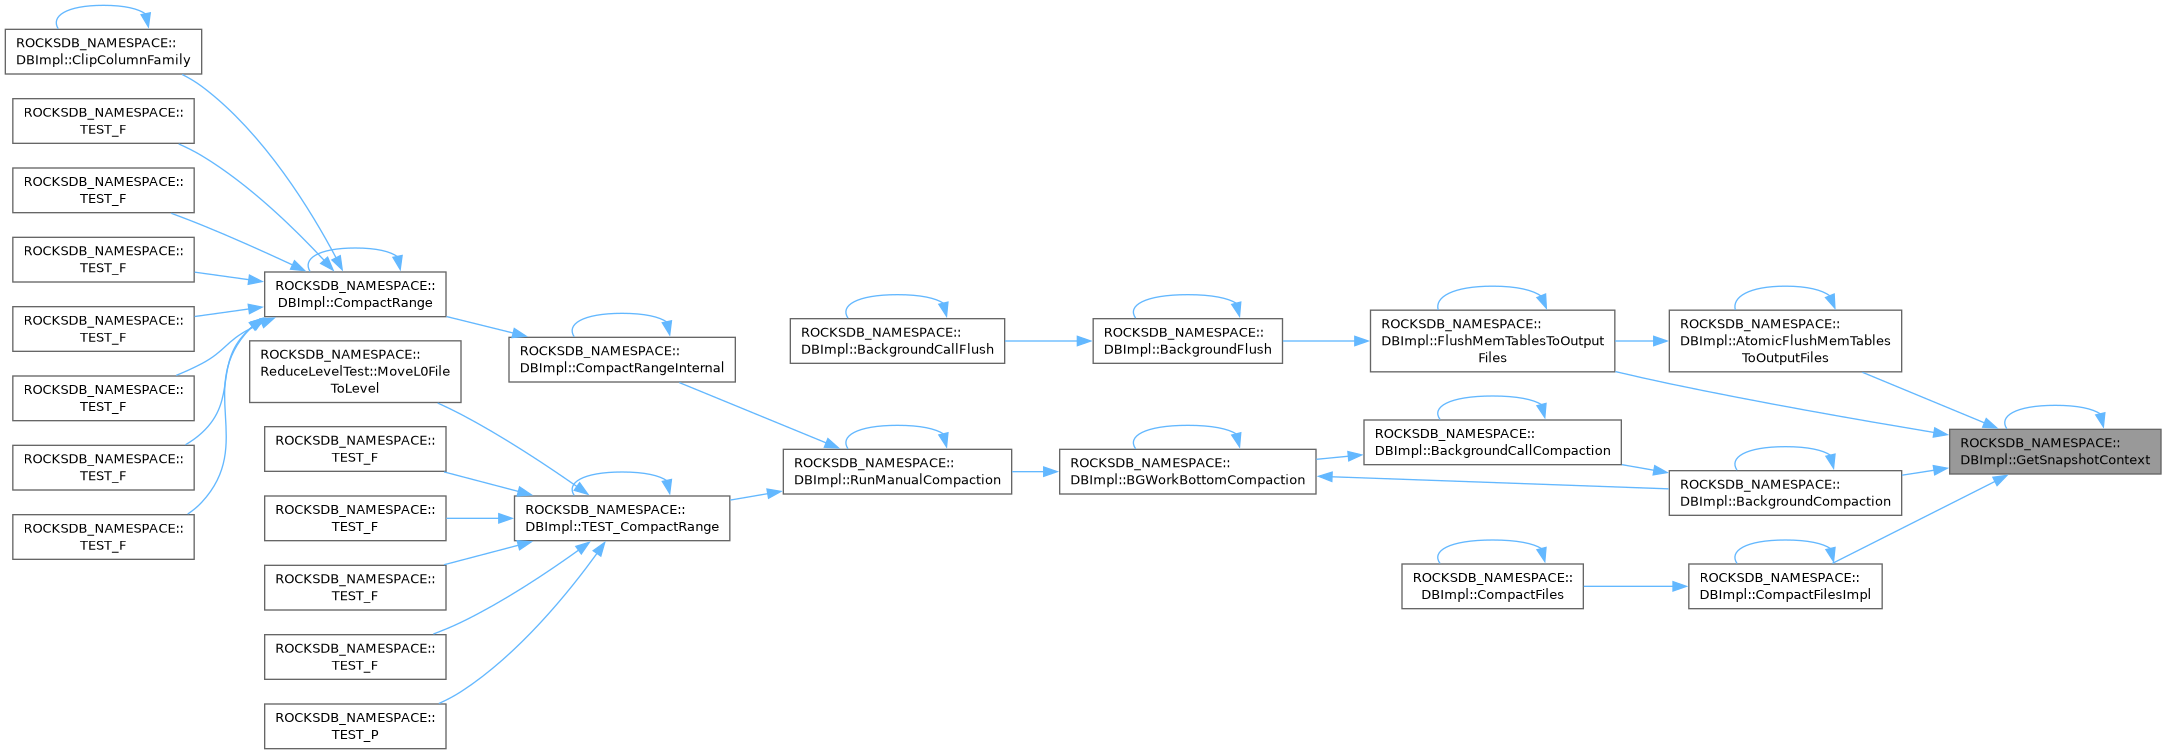 ROCKSDB_NAMESPACE::
DBImpl::ClipColumnFamily
ROCKSDB_NAMESPACE::
TEST_F
ROCKSDB_NAMESPACE::
TEST_F
ROCKSDB_NAMESPACE::
TEST_F
ROCKSDB_NAMESPACE::
TEST_F
ROCKSDB_NAMESPACE::
TEST_F
ROCKSDB_NAMESPACE::
TEST_F
ROCKSDB_NAMESPACE::
TEST_F
ROCKSDB_NAMESPACE::
DBImpl::CompactRange
ROCKSDB_NAMESPACE::
ReduceLevelTest::MoveL0File
ToLevel
ROCKSDB_NAMESPACE::
TEST_F
ROCKSDB_NAMESPACE::
TEST_F
ROCKSDB_NAMESPACE::
TEST_F
ROCKSDB_NAMESPACE::
TEST_F
ROCKSDB_NAMESPACE::
TEST_P
ROCKSDB_NAMESPACE::
DBImpl::CompactRangeInternal
ROCKSDB_NAMESPACE::
DBImpl::TEST_CompactRange
ROCKSDB_NAMESPACE::
DBImpl::BackgroundCallFlush
ROCKSDB_NAMESPACE::
DBImpl::RunManualCompaction
ROCKSDB_NAMESPACE::
DBImpl::BackgroundFlush
ROCKSDB_NAMESPACE::
DBImpl::BGWorkBottomCompaction
ROCKSDB_NAMESPACE::
DBImpl::FlushMemTablesToOutput
Files
ROCKSDB_NAMESPACE::
DBImpl::BackgroundCallCompaction
ROCKSDB_NAMESPACE::
DBImpl::CompactFiles
ROCKSDB_NAMESPACE::
DBImpl::AtomicFlushMemTables
ToOutputFiles
ROCKSDB_NAMESPACE::
DBImpl::BackgroundCompaction
ROCKSDB_NAMESPACE::
DBImpl::CompactFilesImpl
ROCKSDB_NAMESPACE::
DBImpl::GetSnapshotContext